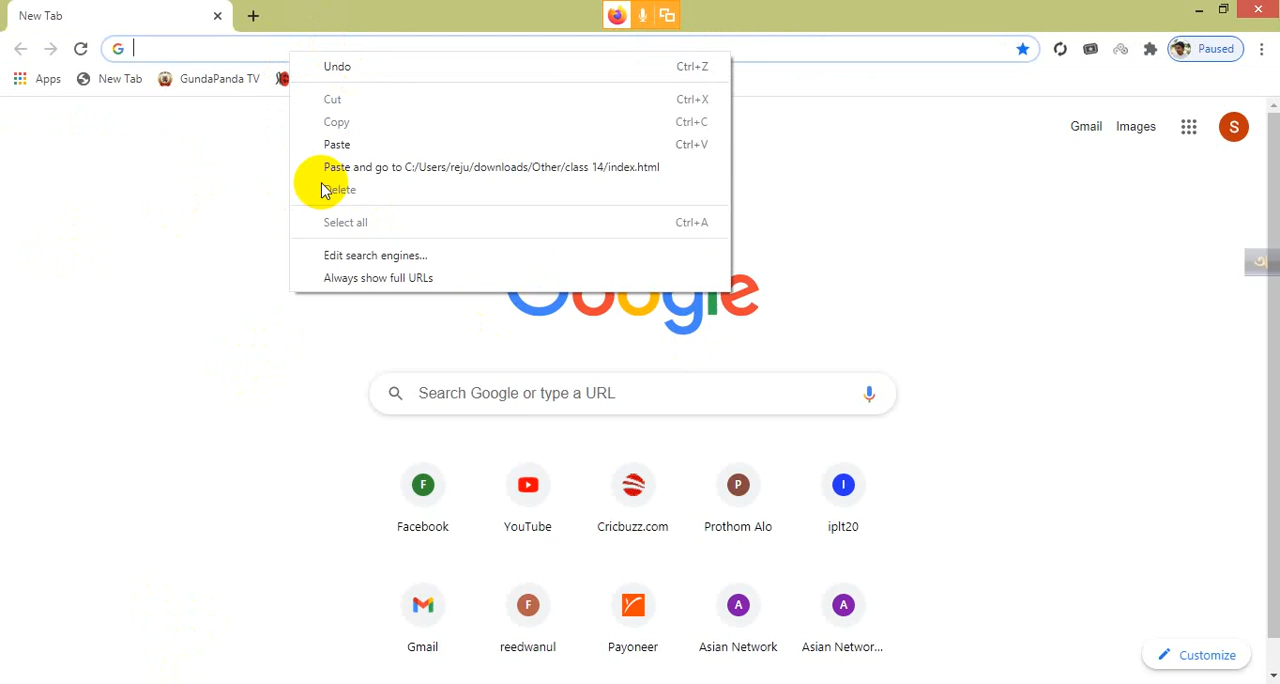 New Tab
Paused
Apps
New Tab
GundaPanda TV
Undo Ctrl+Z
Cut Ctrl+X
Copy Ctrl+C
Paste Ctrl+V
Paste and go to C:/Users/reju/downloads/Other/class 14/index.html
Delete
Select all Ctrl+A
Edit search engines...
Always show full URLs
Gmail
Images
S
অ
Google
Search Google or type a URL
F
P
I
Facebook
YouTube
Cricbuzz.com
Prothom Alo
iplt20
F
A
A
Gmail
reedwanul
Payoneer
Asian Network
Asian Networ...
Customize